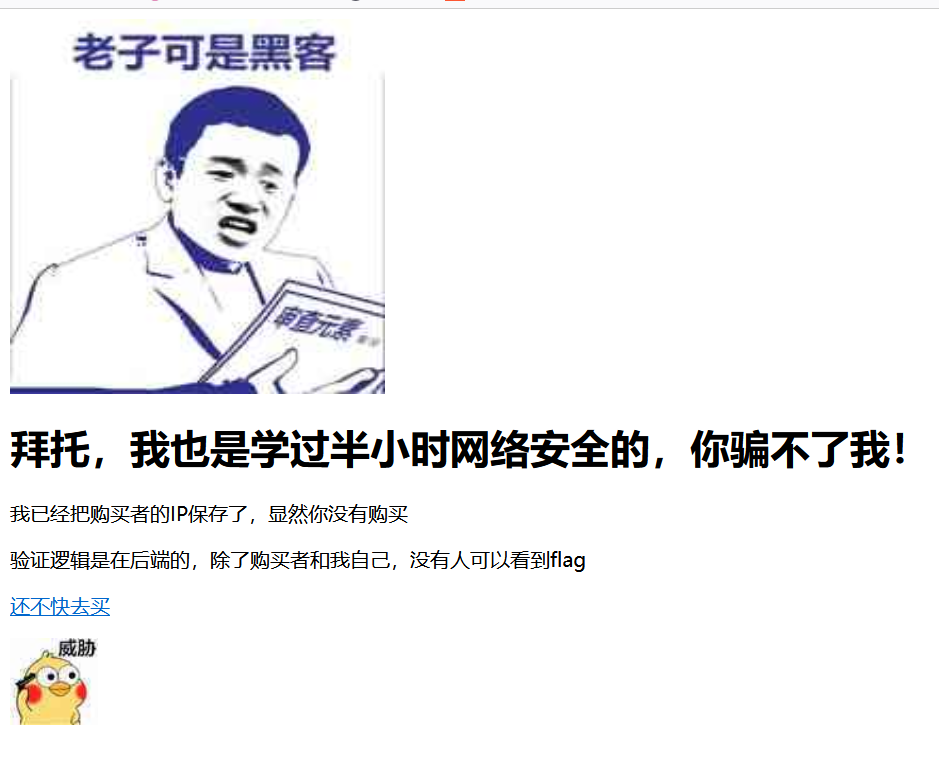 老子可是黑客
审查元素
拜托，我也是学过半小时网络安全的，你骗不了我！
我已经把购买者的IP保存了，显然你没有购买
验证逻辑是在后端的，除了购买者和我自己，没有人可以看到flag
还不快去买
威胁